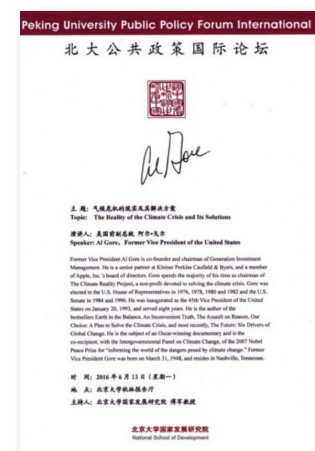 Peking University Public Policy Forum International
北大公共政策国际论坛
Al Gore
主 题：气候危机的现实及其解决方案
Topic: The Reality of the Climate Crisis and Its Solutions
演讲人：美国前副总统 阿尔•戈尔
Speaker: Al Gore, Former Vice President of the United States
Former Vice President Al Gore is co-founder and chairman of Generation Investment
Management. He is a senior partner at Kleiner Perkins Caufield & Byers, and a member
of Apple, Inc.'s board of directors. Gore spends the majority of his time as chairman of
The Climate Reality Project, a non-profit devoted to solving the climate crisis. Gore was
elected to the U.S. House of Representatives in 1976, 1978, 1980 and 1982 and the U.S.
Senate in 1984 and 1990. He was inaugurated as the 45th Vice President of the United
States on January 20, 1993, and served eight years. He is the author of the
bestsellers Earth in the Balance, An Inconvenient Truth, The Assault on Reason, Our
Choice: A Plan to Solve the Climate Crisis, and most recently, The Future: Six Drivers of
Global Change. He is the subject of an Oscar-winning documentary and is the
co-recipient, with the Intergovernmental Panel on Climate Change, of the 2007 Nobel
Peace Prize for "informing the world of the dangers posed by climate change." Former
Vice President Gore was born on March 31, 1948, and resides in Nashville, Tennessee.
时 间：2016年6月13日（星期一）
地 点：北京大学秋林报告厅
主持人：北京大学国家发展研究院 傅军教授
北京大学国家发展研究院
National School of Development